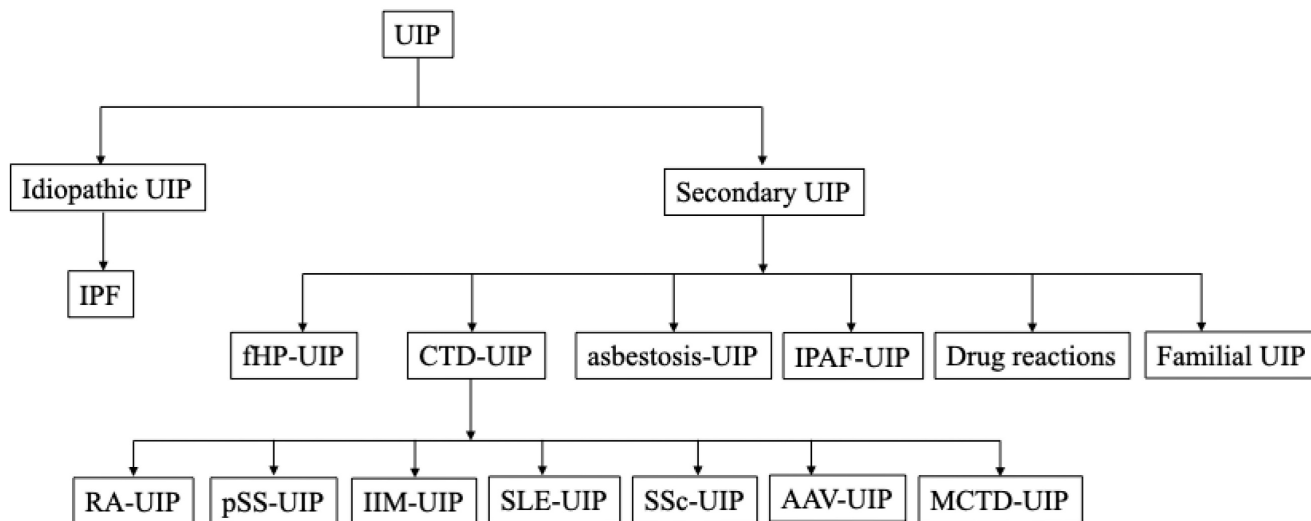 UIP
Idiopathic UIP
Secondary UIP
IPF
fHP-UIP
CTD-UIP
asbestosis-UIP
IPAF-UIP
Drug reactions
Familial UIP
RA-UIP
pSS-UIP
IIM-UIP
SLE-UIP
SSc-UIP
AAV-UIP
MCTD-UIP